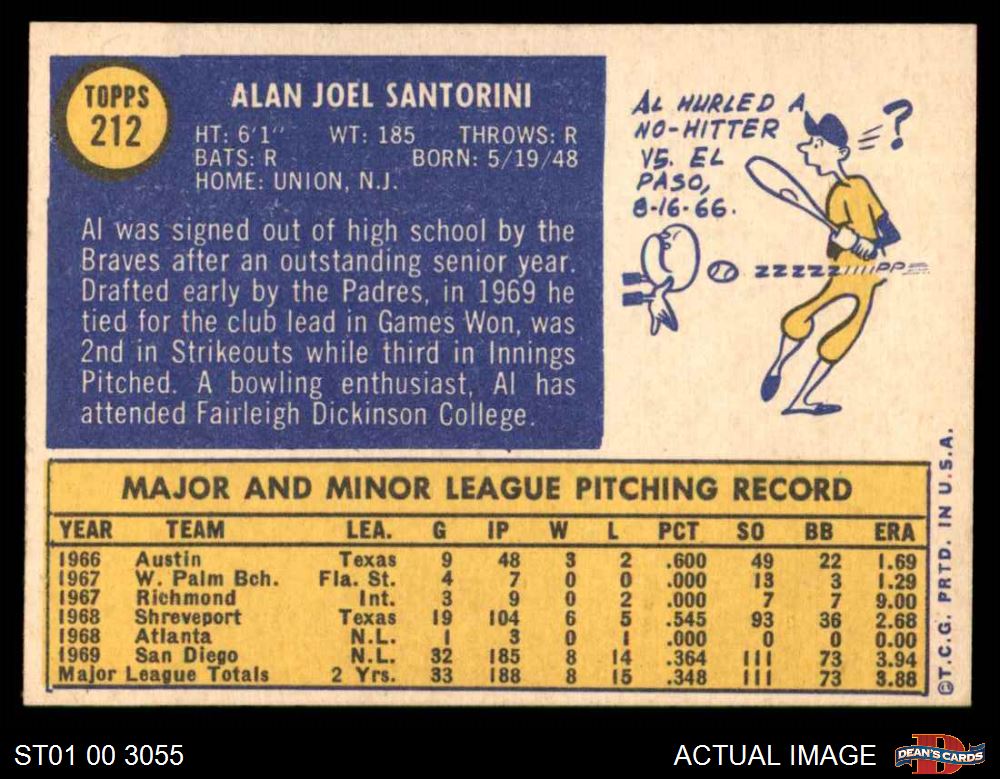 TOPPS
212
ALAN JOEL SANTORINI
HT: 6'1" WT: 185 THROWS: R
BATS: R BORN: 5/19/48
HOME: UNION, N.J.
Al was signed out of high school by the
Braves after an outstanding senior year.
Drafted early by the Padres, in 1969 he
tied for the club lead in Games Won, was
2nd in Strikeouts while third in Innings
Pitched. A bowling enthusiast, Al has
attended Fairleigh Dickinson College.
AL HURLED A
NO-HITTER
VS. EL
PASO,
8-16-66.
?
ZZZZZ PP
MAJOR AND MINOR LEAGUE PITCHING RECORD
YEAR TEAM LEA. G IP W L PCT SO BB ERA
1966 Austin Texas 9 48 3 2 .600 49 22 1.69
1967 W. Palm Bch. Fla. St. 4 7 0 0 .000 13 3 1.29
1967 Richmond Int. 3 9 0 2 .000 7 7 9.00
1968 Shreveport Texas 19 104 6 5 .545 93 36 2.68
1968 Atlanta N.L. 1 3 0 1 .000 0 0 0.00
1969 San Diego N.L. 32 185 8 14 .364 111 73 3.94
Major League Totals 2 Yrs. 33 188 8 15 .348 111 73 3.88
©T.C.G. PRTD. IN U.S.A.
ST01 00 3055
ACTUAL IMAGE
D
DEAN'S CARDS